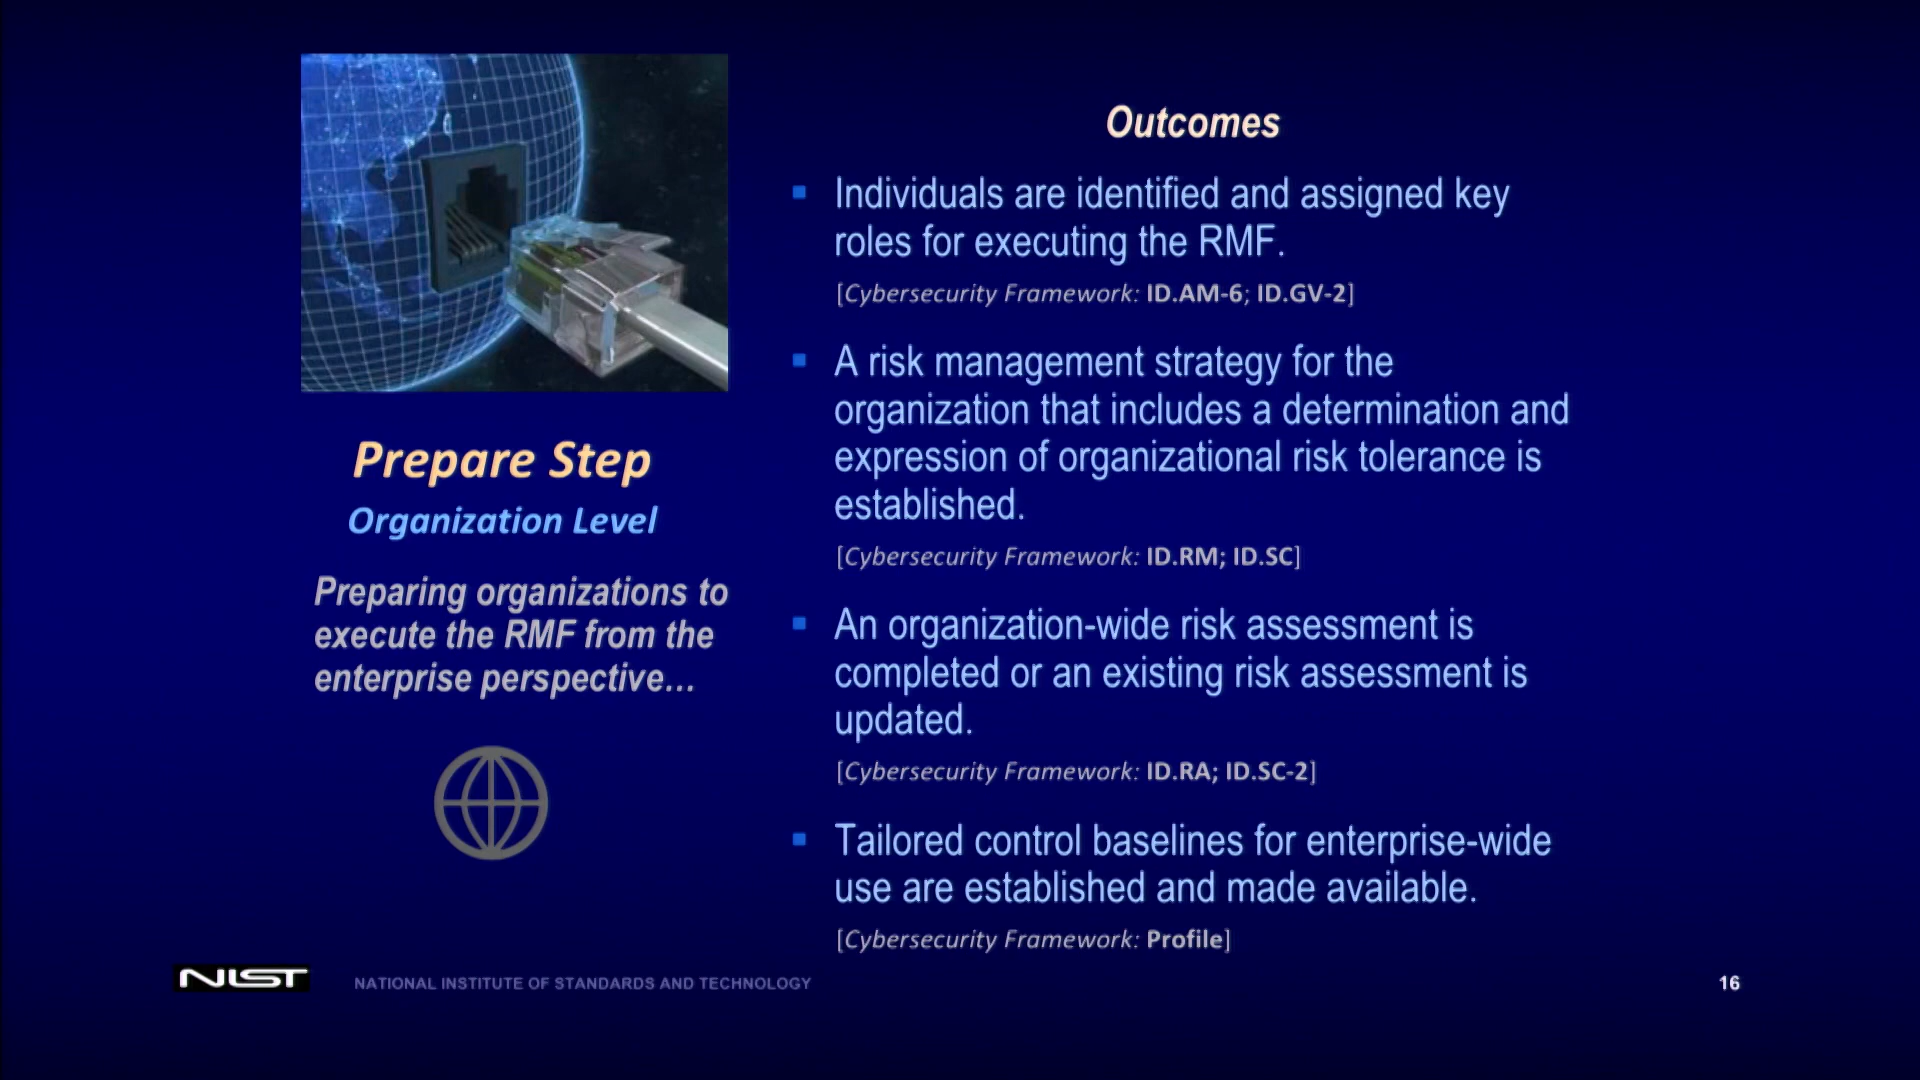 Outcomes
Individuals are identified and assigned key
roles for executing the RMF.
[Cybersecurity Framework: ID.AM-6; ID.GV-2]
A risk management strategy for the
organization that includes a determination and
expression of organizational risk tolerance is
established.
[Cybersecurity Framework: ID.RM; ID.SC]
An organization-wide risk assessment is
completed or an existing risk assessment is
updated.
[Cybersecurity Framework: ID.RA; ID.SC-2]
Tailored control baselines for enterprise-wide
use are established and made available.
[Cybersecurity Framework: Profile]
Prepare Step
Organization Level
Preparing organizations to
execute the RMF from the
enterprise perspective...
NIST NATIONAL INSTITUTE OF STANDARDS AND TECHNOLOGY 16